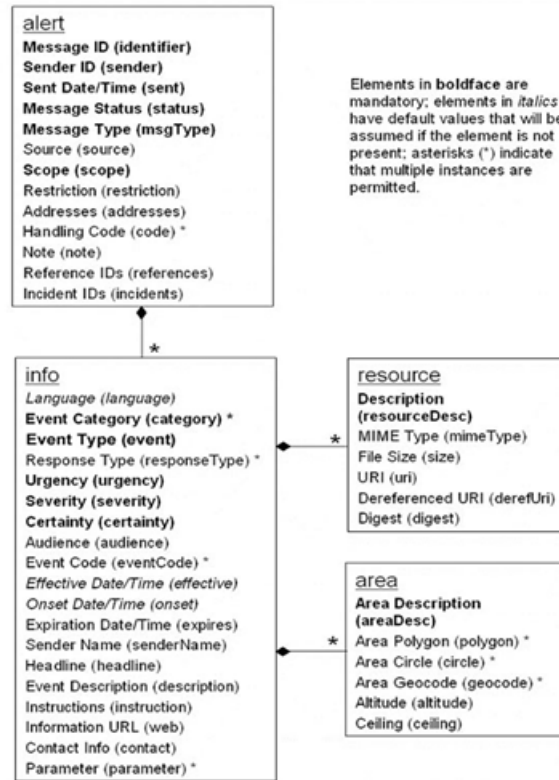 alert
Message ID (identifier)
Sender ID (sender)
Sent Date/Time (sent)
Message Status (status)
Message Type (msgType)
Source (source)
Scope (scope)
Restriction (restriction)
Addresses (addresses)
Handling Code (code) *
Note (note)
Reference IDs (references)
Incident IDs (incidents)
Elements in boldface are
mandatory; elements in italics
have default values that will be
assumed if the element is not
present; asterisks (*) indicate
that multiple instances are
permitted.
*
info
Language (language)
Event Category (category) *
Event Type (event)
Response Type (responseType) *
Urgency (urgency)
Severity (severity)
Certainty (certainty)
Audience (audience)
Event Code (eventCode) *
Effective Date/Time (effective)
Onset Date/Time (onset)
Expiration Date/Time (expires)
Sender Name (senderName)
Headline (headline)
Event Description (description)
Instructions (instruction)
Information URL (web)
Contact Info (contact)
Parameter (parameter) *
*
resource
Description
(resourceDesc)
MIME Type (mimeType)
File Size (size)
URI (uri)
Dereferenced URI (derefUri)
Digest (digest)
*
area
Area Description
(areaDesc)
Area Polygon (polygon) *
Area Circle (circle) *
Area Geocode (geocode) *
Altitude (altitude)
Ceiling (ceiling)